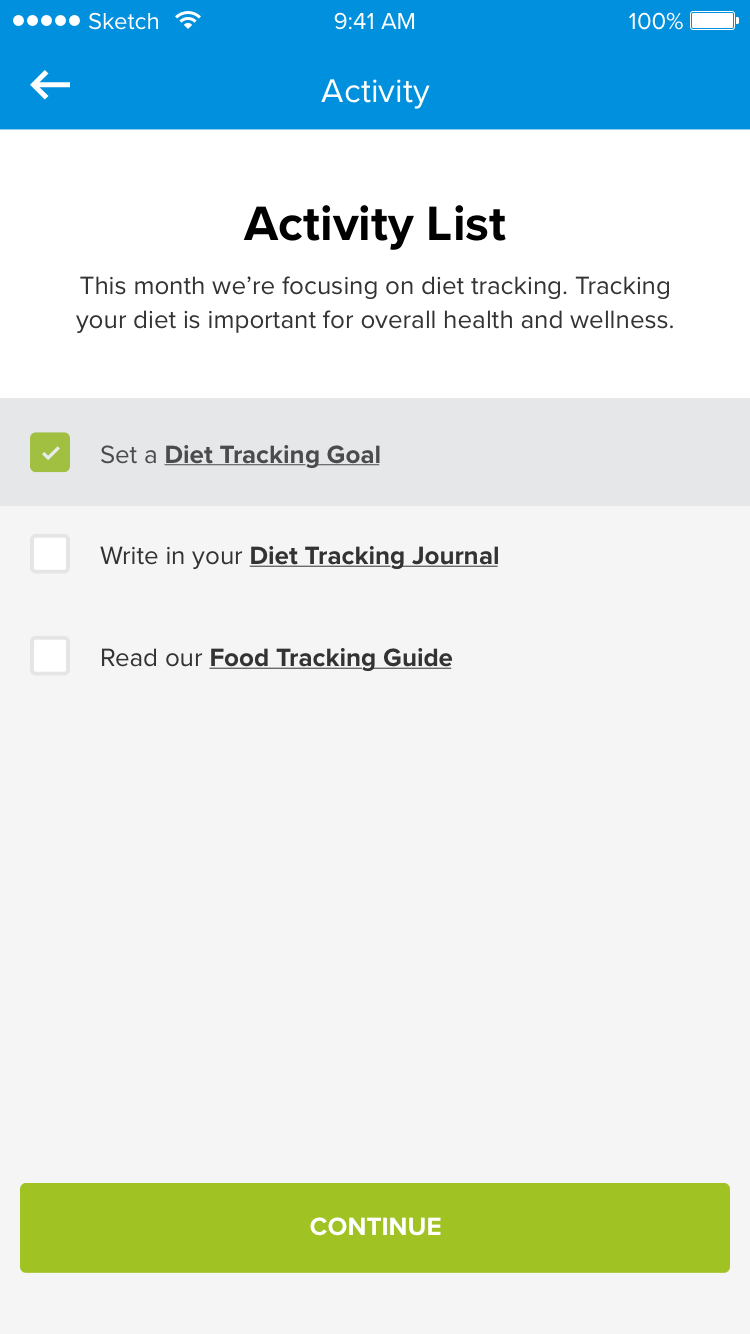 Sketch 9:41 AM 100%
Activity
Activity List
This month we’re focusing on diet tracking. Tracking
your diet is important for overall health and wellness.
Set a Diet Tracking Goal
Write in your Diet Tracking Journal
Read our Food Tracking Guide
CONTINUE